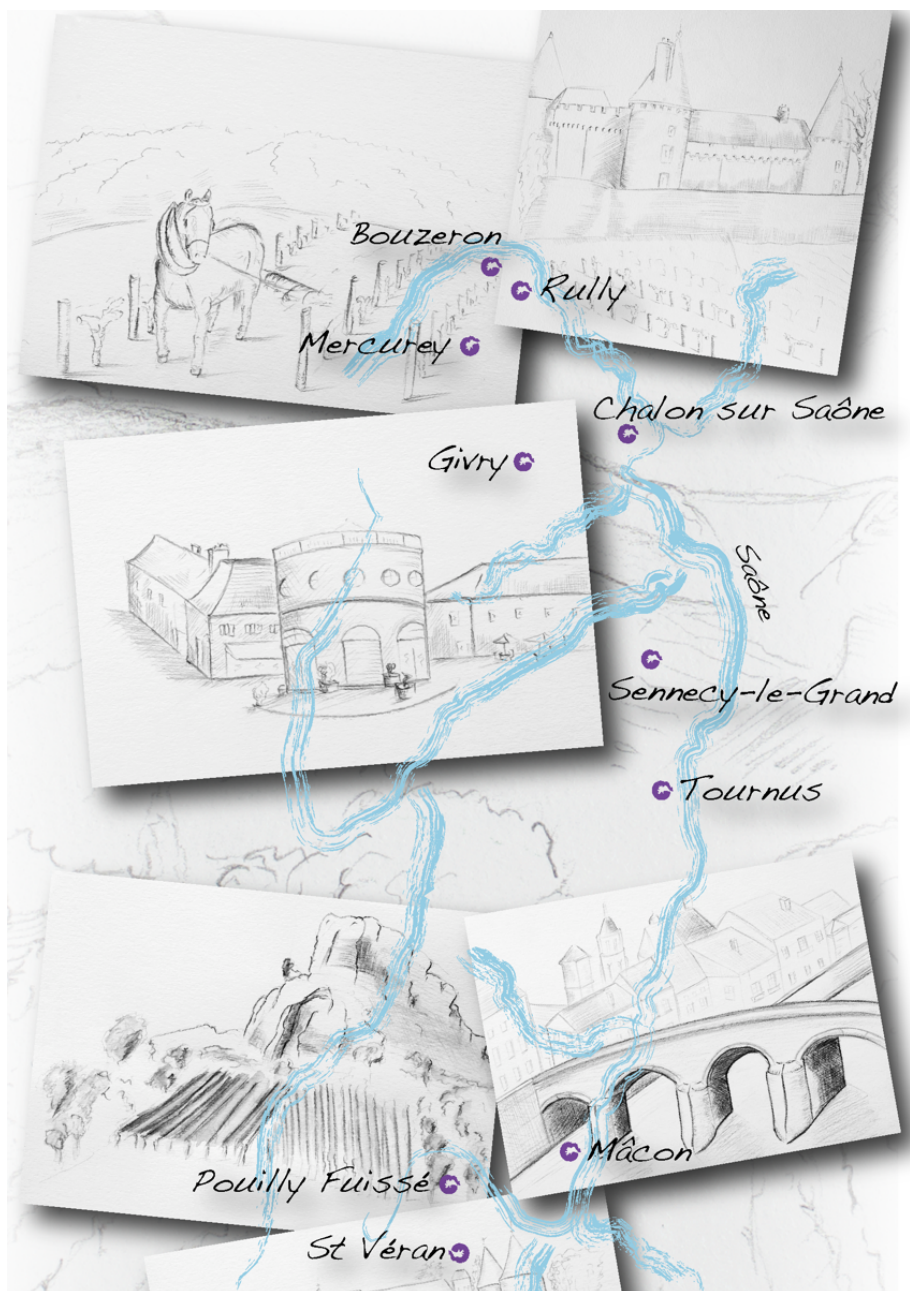 Bouzeron
Rully
Mercurey
Chalon sur Saône
Givry
Saône
Sennecy-le-Grand
Tournus
Mâcon
Pouilly Fuissé
St Véran